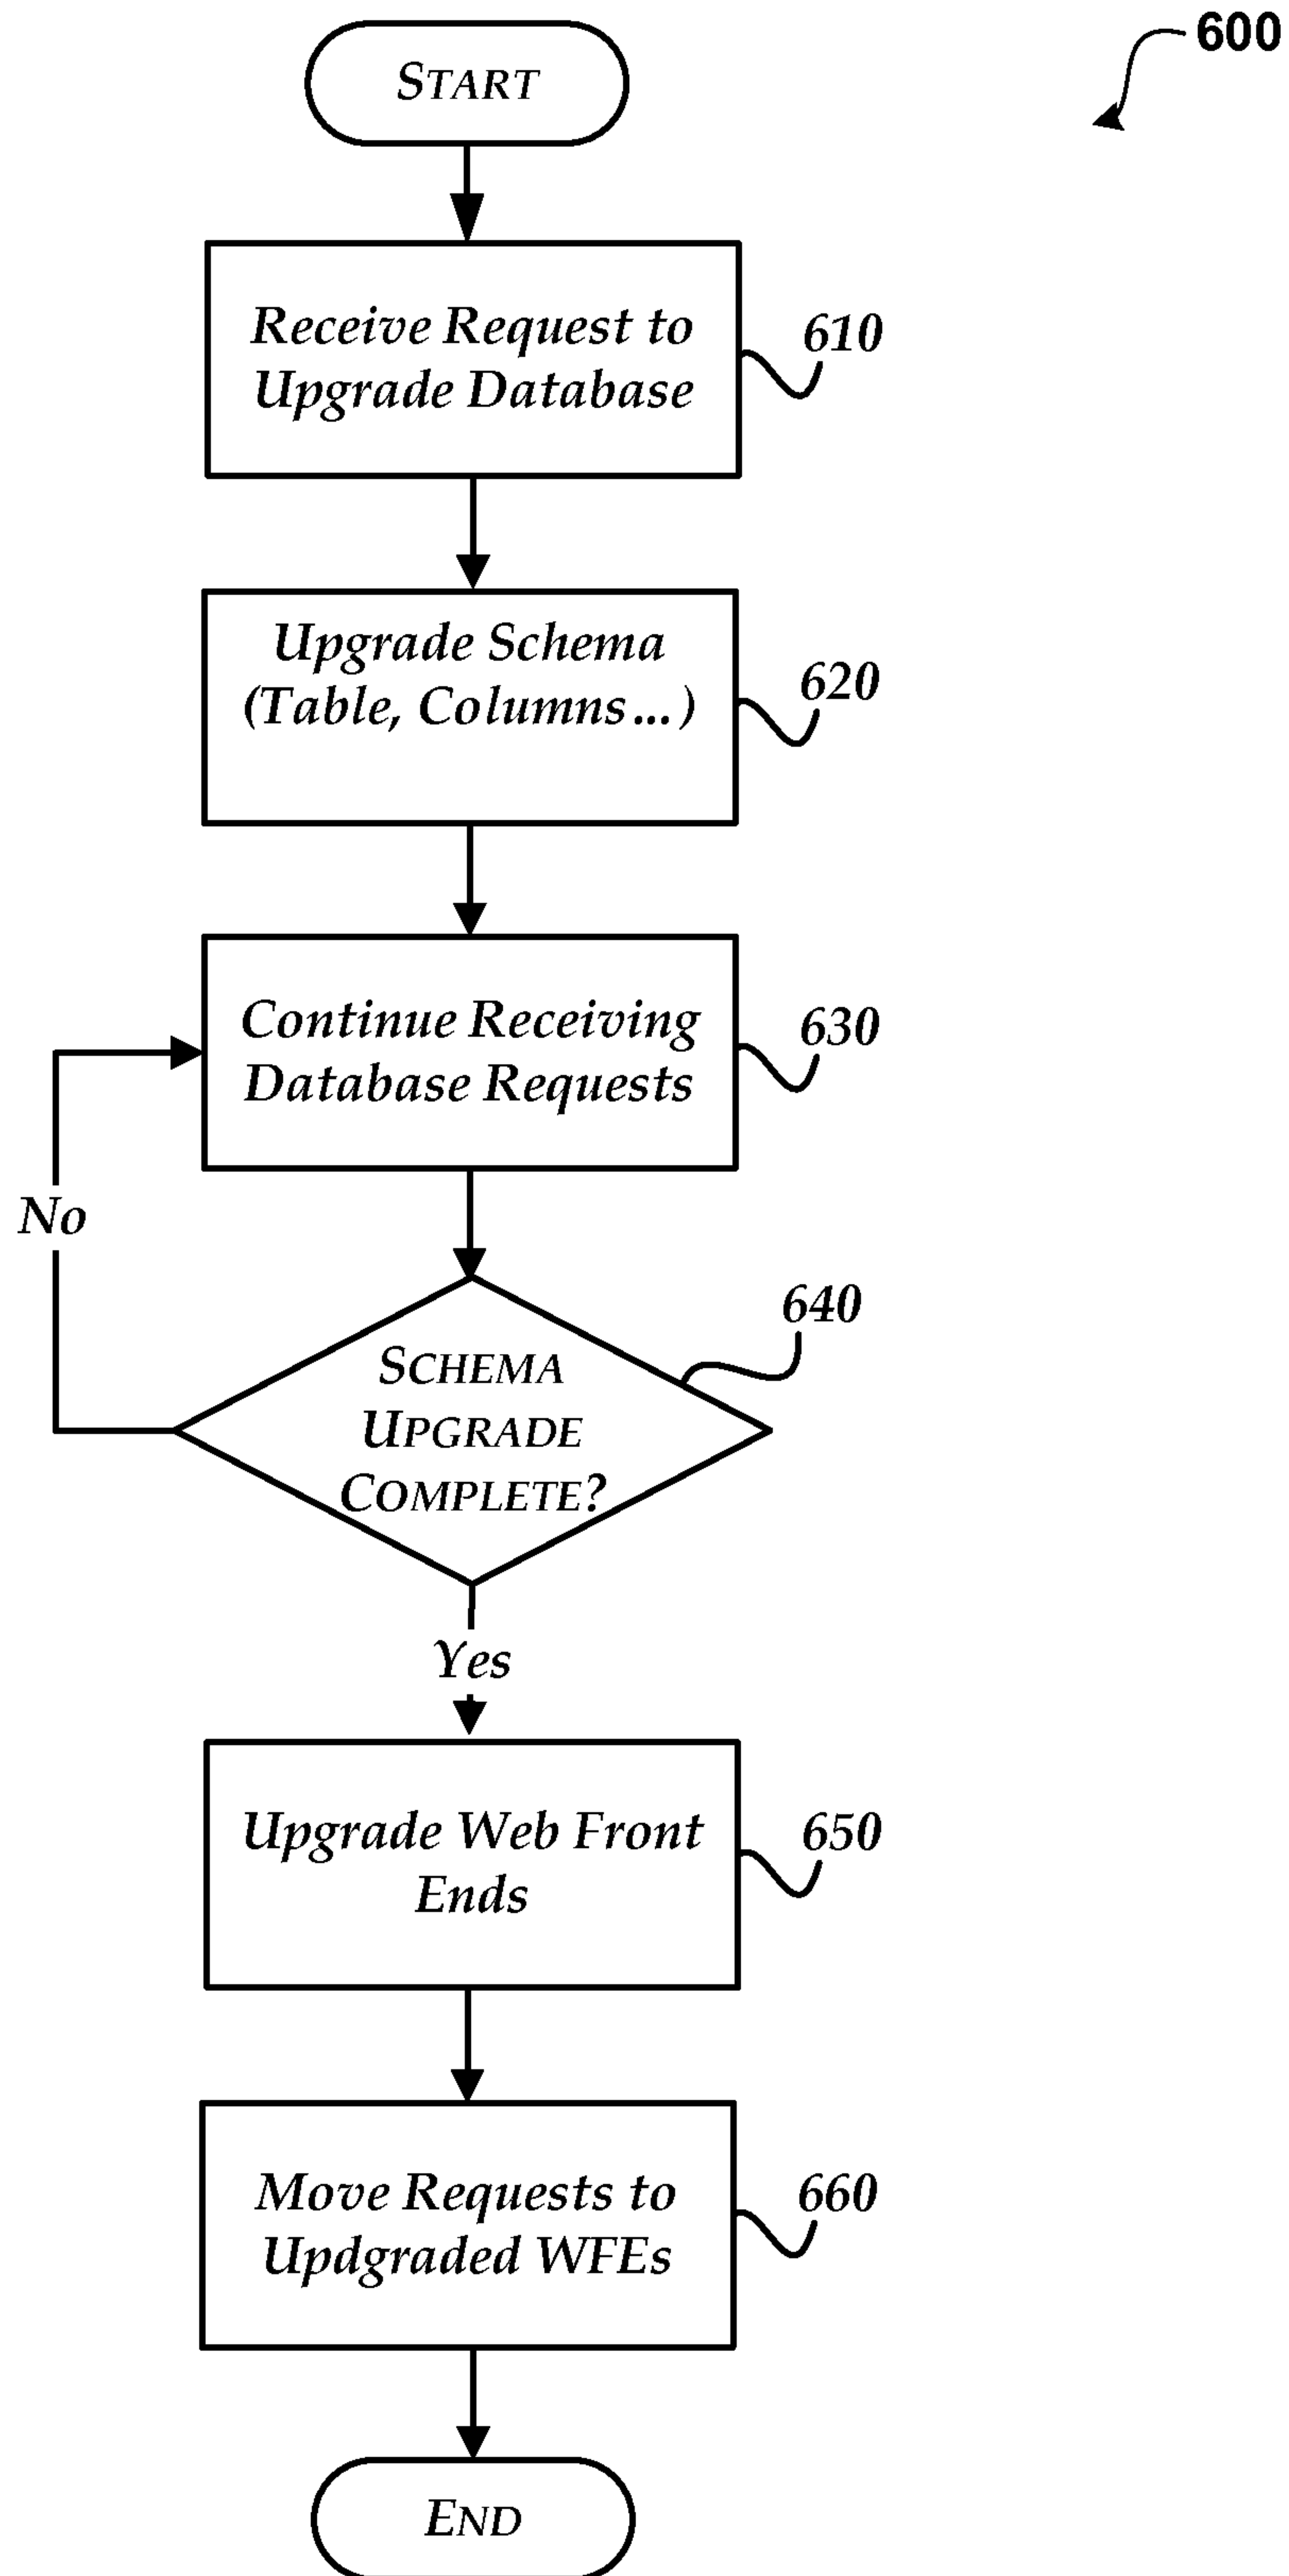 600
START
Receive Request to
Upgrade Database
610
Upgrade Schema
(Table, Columns...)
620
Continue Receiving
Database Requests
630
No
640
SCHEMA
UPGRADE
COMPLETE?
Yes
Upgrade Web Front
Ends
650
Move Requests to
Updgraded WFEs
660
END